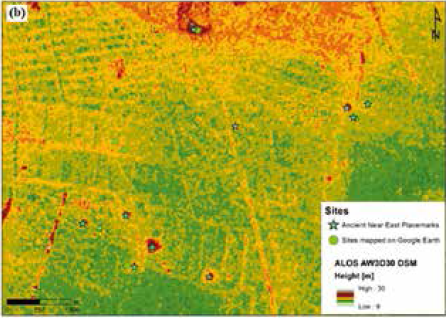 (b)
N
Sites
Ancient Near East Placemarks
Sites mapped on Google Earth
ALOS AW3D30 DSM
Height [m]
High : 30
Low : 9